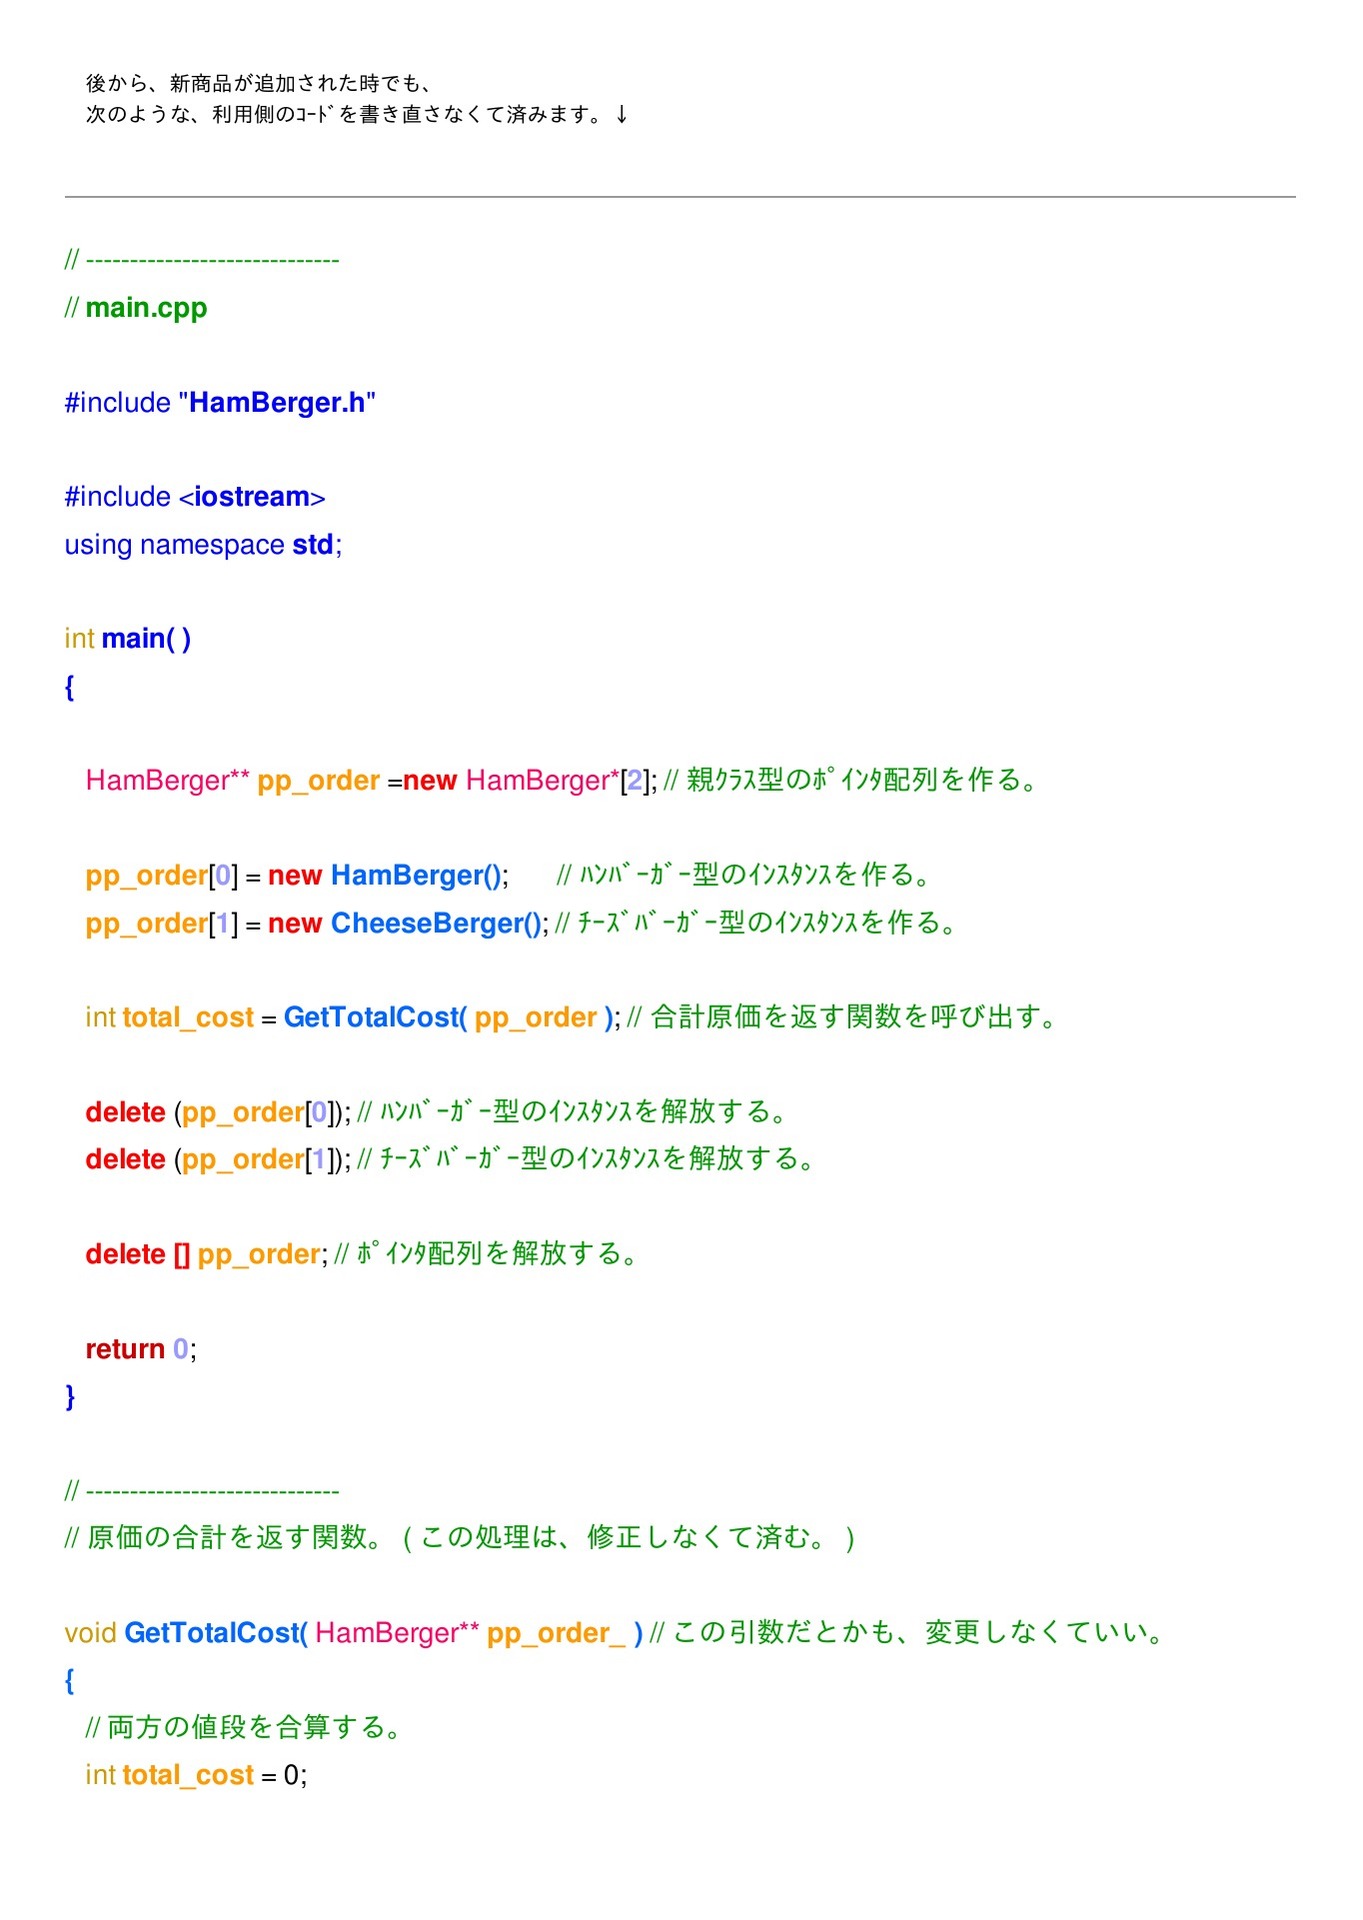 後から、新商品が追加された時でも、
次のような、利用側のｺｰﾄﾞを書き直さなくて済みます。↓
// -----------------------------
// main.cpp
#include "HamBerger.h"
#include <iostream>
using namespace std;
int main( )
{
HamBerger** pp_order =new HamBerger*[2]; // 親ｸﾗｽ型のﾎﾟｲﾝﾀ配列を作る。
pp_order[0] = new HamBerger(); // ﾊﾝﾊﾞｰｶﾞｰ型のｲﾝｽﾀﾝｽを作る。
pp_order[1] = new CheeseBerger(); // ﾁｰｽﾞﾊﾞｰｶﾞｰ型のｲﾝｽﾀﾝｽを作る。
int total_cost = GetTotalCost( pp_order ); // 合計原価を返す関数を呼び出す。
delete (pp_order[0]); // ﾊﾝﾊﾞｰｶﾞｰ型のｲﾝｽﾀﾝｽを解放する。
delete (pp_order[1]); // ﾁｰｽﾞﾊﾞｰｶﾞｰ型のｲﾝｽﾀﾝｽを解放する。
delete [] pp_order; // ﾎﾟｲﾝﾀ配列を解放する。
return 0;
}
// -----------------------------
// 原価の合計を返す関数。 ( この処理は、修正しなくて済む。 )
void GetTotalCost( HamBerger** pp_order_ ) // この引数だとかも、変更しなくていい。
{
// 両方の値段を合算する。
int total_cost = 0;